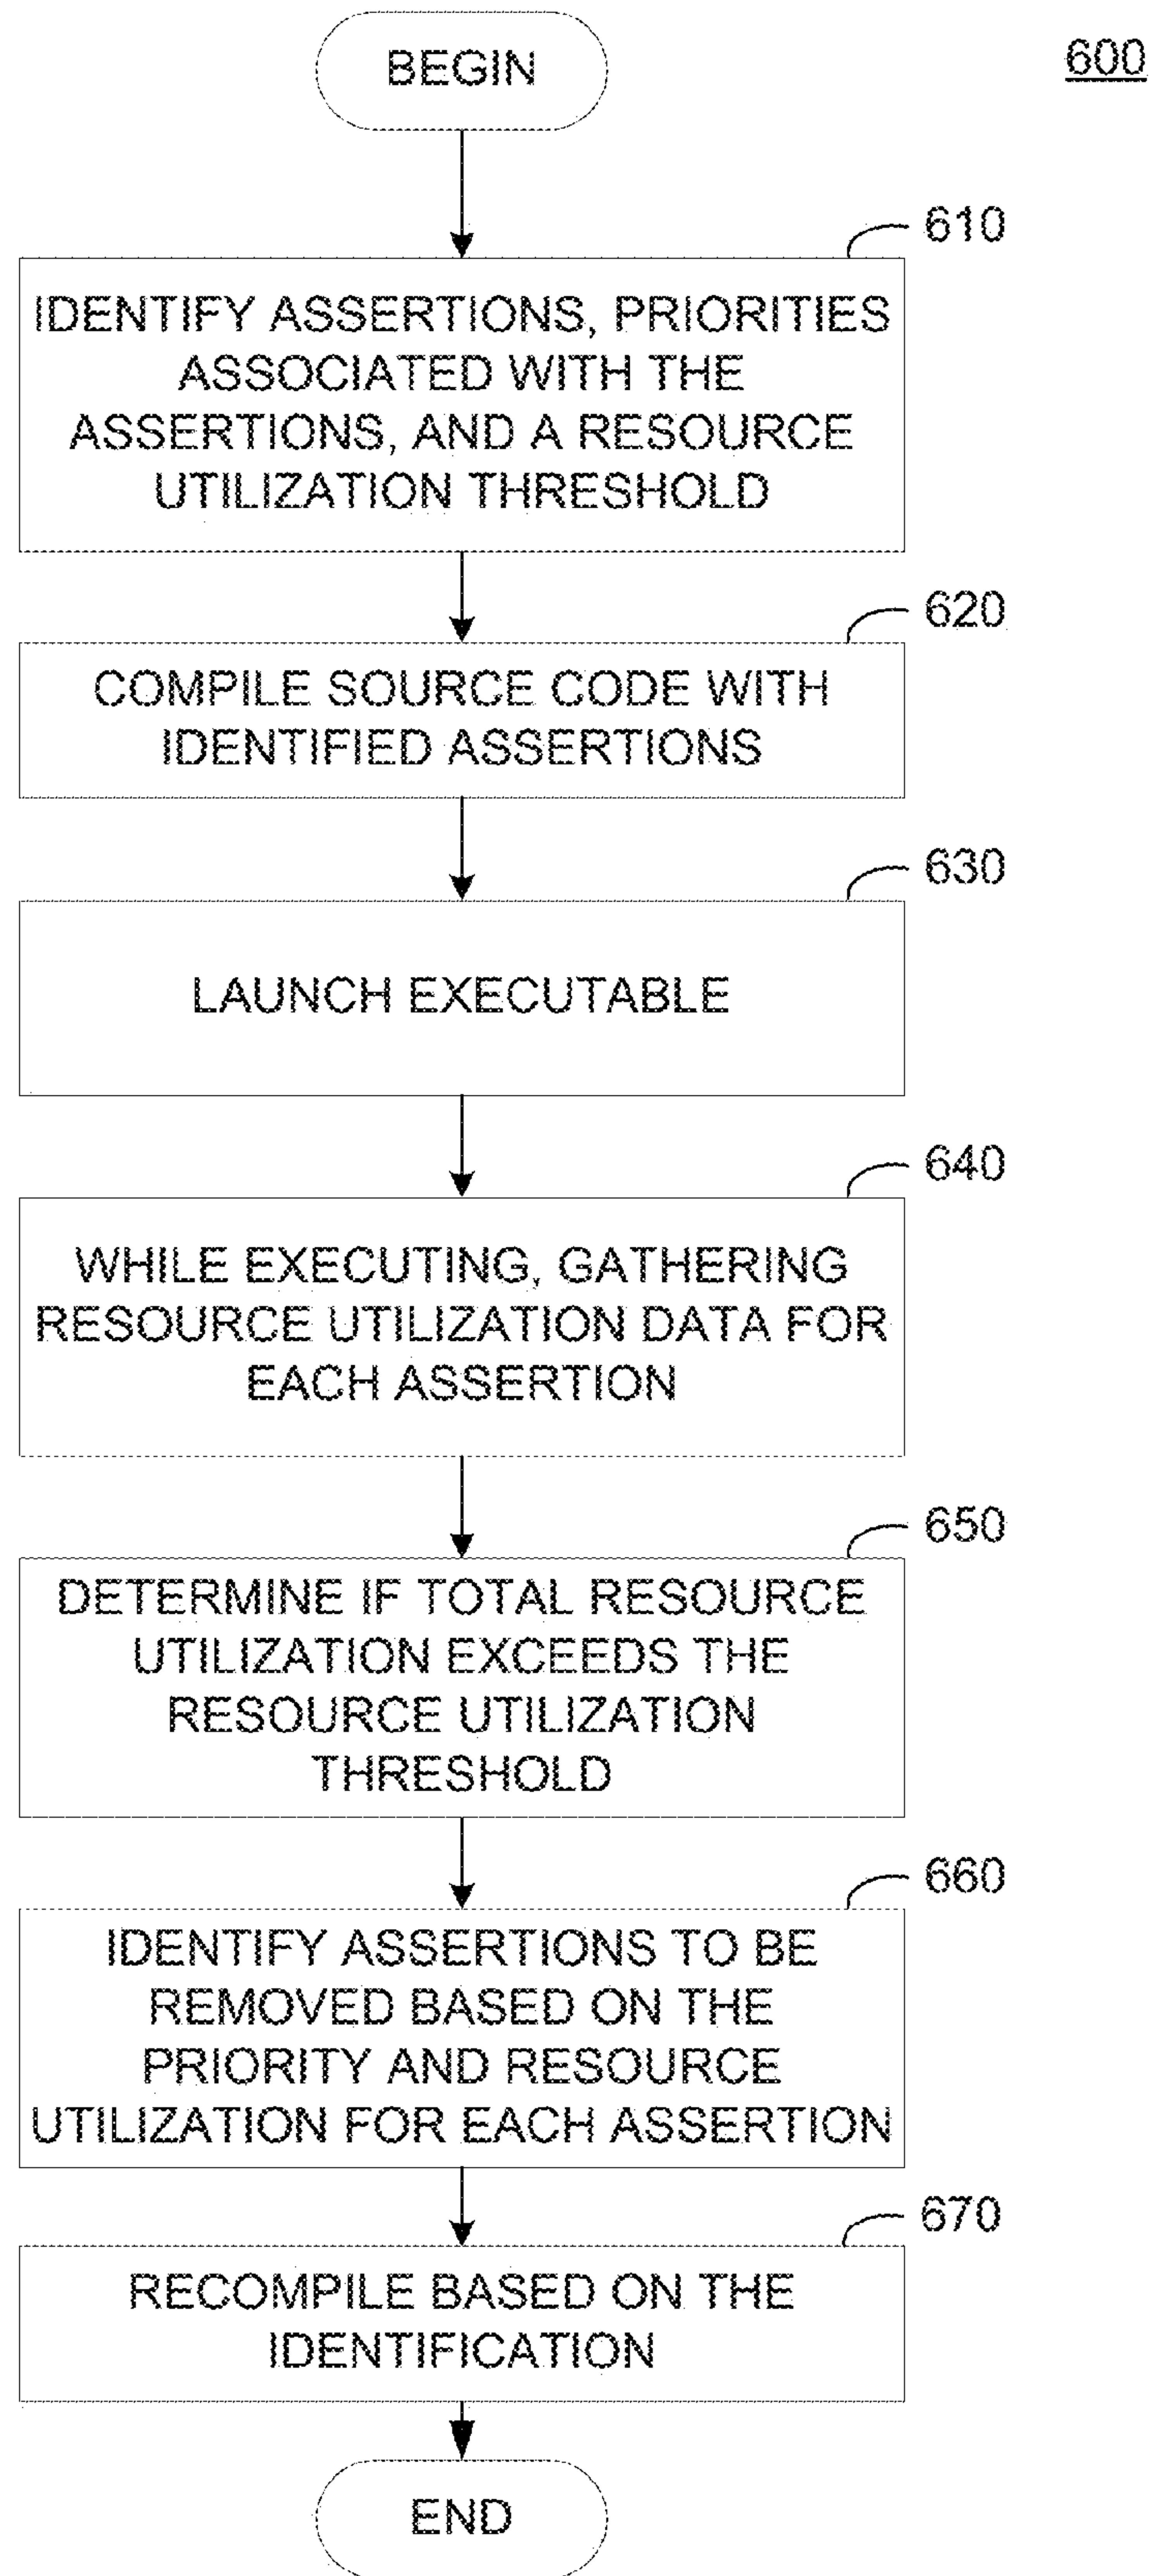 BEGIN
600
610
IDENTIFY ASSERTIONS, PRIORITIES
ASSOCIATED WITH THE
ASSERTIONS, AND A RESOURCE
UTILIZATION THRESHOLD
620
COMPILE SOURCE CODE WITH
IDENTIFIED ASSERTIONS
630
LAUNCH EXECUTABLE
640
WHILE EXECUTING, GATHERING
RESOURCE UTILIZATION DATA FOR
EACH ASSERTION
650
DETERMINE IF TOTAL RESOURCE
UTILIZATION EXCEEDS THE
RESOURCE UTILIZATION
THRESHOLD
660
IDENTIFY ASSERTIONS TO BE
REMOVED BASED ON THE
PRIORITY AND RESOURCE
UTILIZATION FOR EACH ASSERTION
670
RECOMPILE BASED ON THE
IDENTIFICATION
END